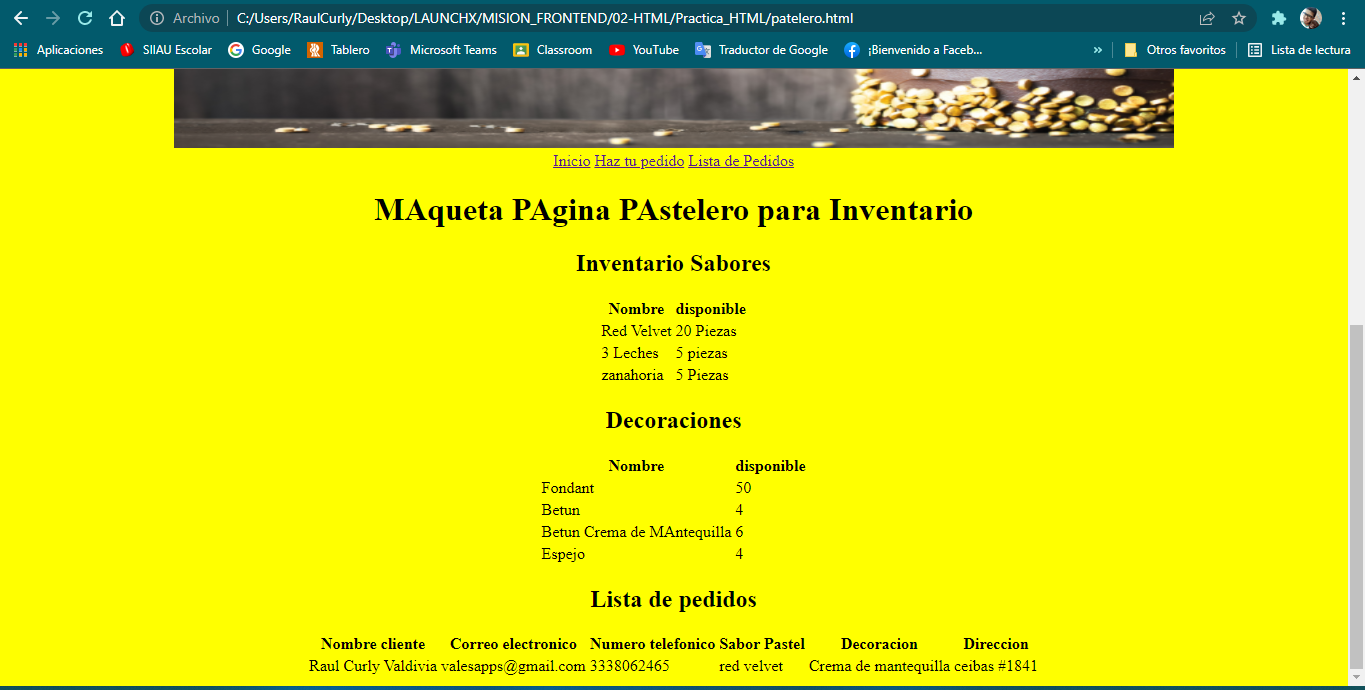 Archivo C:/Users/RaulCurly/Desktop/LAUNCHX/MISION_FRONTEND/02-HTML/Practica_HTML/patelero.html
Aplicaciones SIIAU Escolar Google Tablero Microsoft Teams Classroom YouTube Traductor de Google ¡Bienvenido a Faceb... » Otros favoritos Lista de lectura
Inicio Haz tu pedido Lista de Pedidos
MAqueta PAgina PAstelero para Inventario
Inventario Sabores
Nombre disponible
Red Velvet 20 Piezas
3 Leches 5 piezas
zanahoria 5 Piezas
Decoraciones
Nombre disponible
Fondant 50
Betun 4
Betun Crema de MAntequilla 6
Espejo 4
Lista de pedidos
Nombre cliente Correo electronico Numero telefonico Sabor Pastel Decoracion Direccion
Raul Curly Valdivia valesapps@gmail.com 3338062465 red velvet Crema de mantequilla ceibas #1841